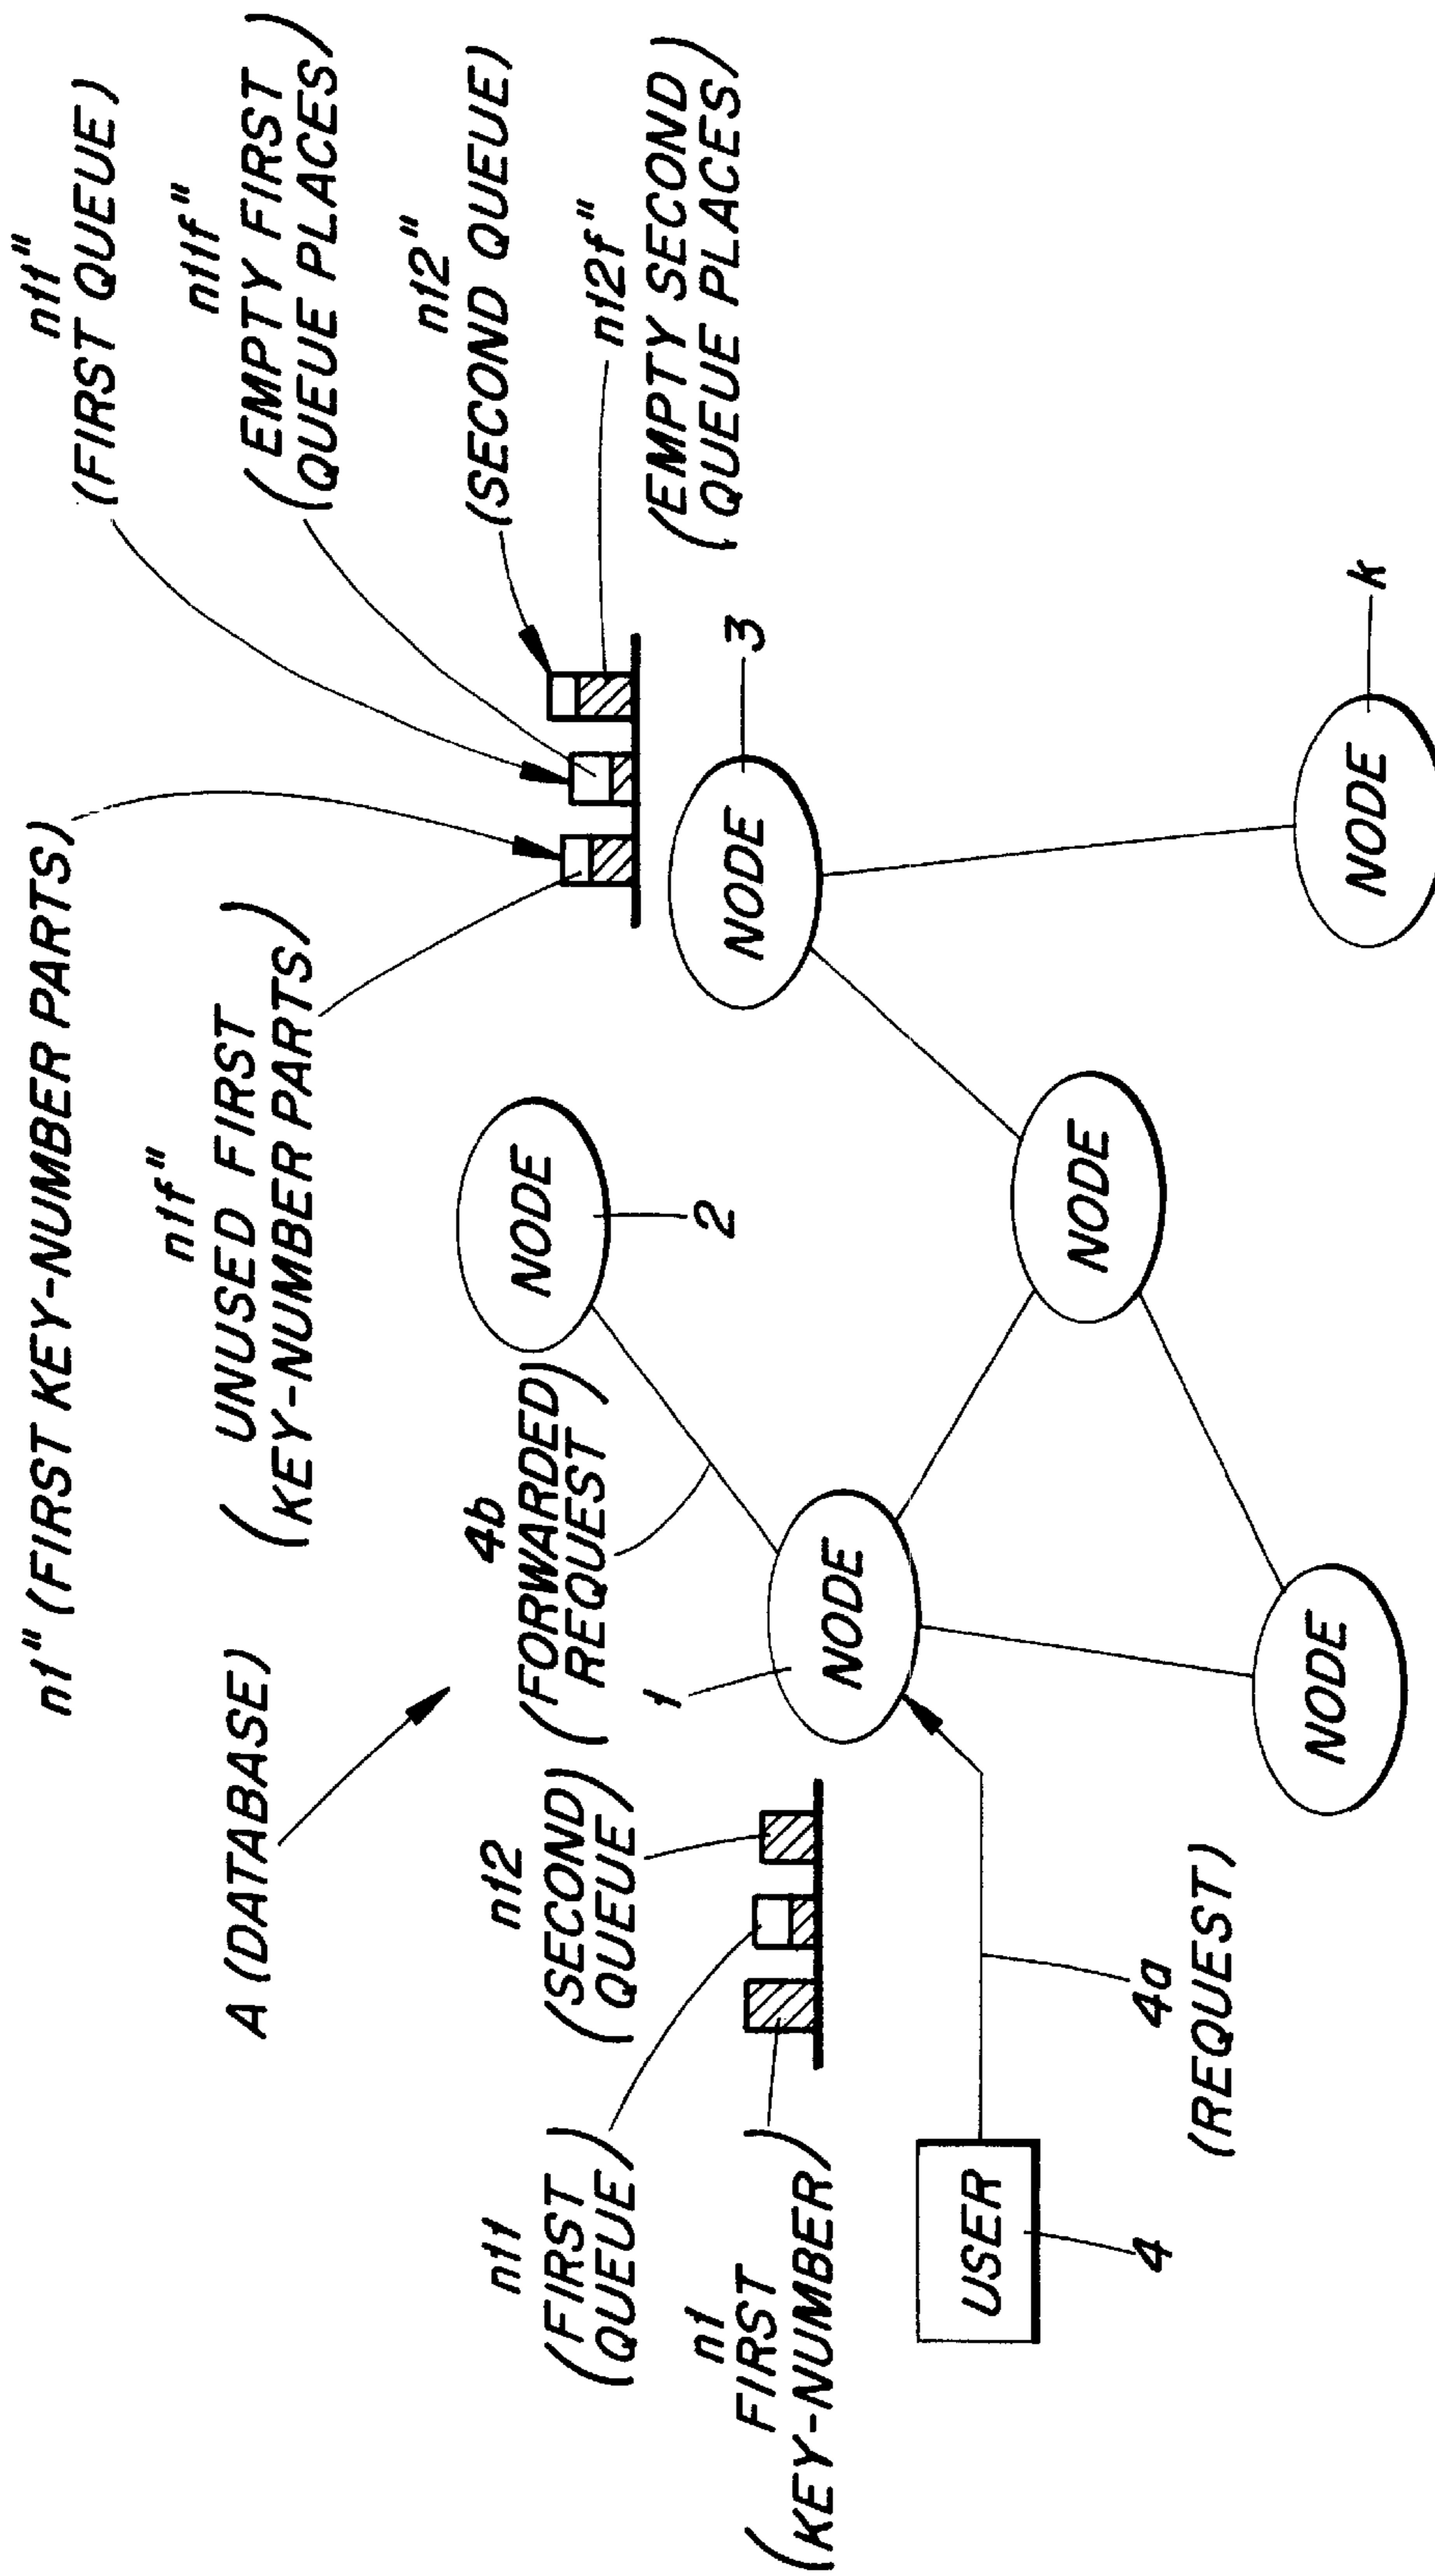 n1" (FIRST KEY-NUMBER PARTS)
n11"
(FIRST QUEUE)
n1f"
(UNUSED FIRST
KEY-NUMBER PARTS)
n11f"
(EMPTY FIRST
QUEUE PLACES)
A (DATABASE)
n12"
(SECOND QUEUE)
n12f"
(EMPTY SECOND
QUEUE PLACES)
n11
(FIRST
QUEUE)
n12
(SECOND
QUEUE)
4b
(FORWARDED
REQUEST)
NODE
2
n1
(FIRST
KEY-NUMBER)
1
NODE
NODE
3
USER
4
4a
(REQUEST)
NODE
NODE
NODE
k